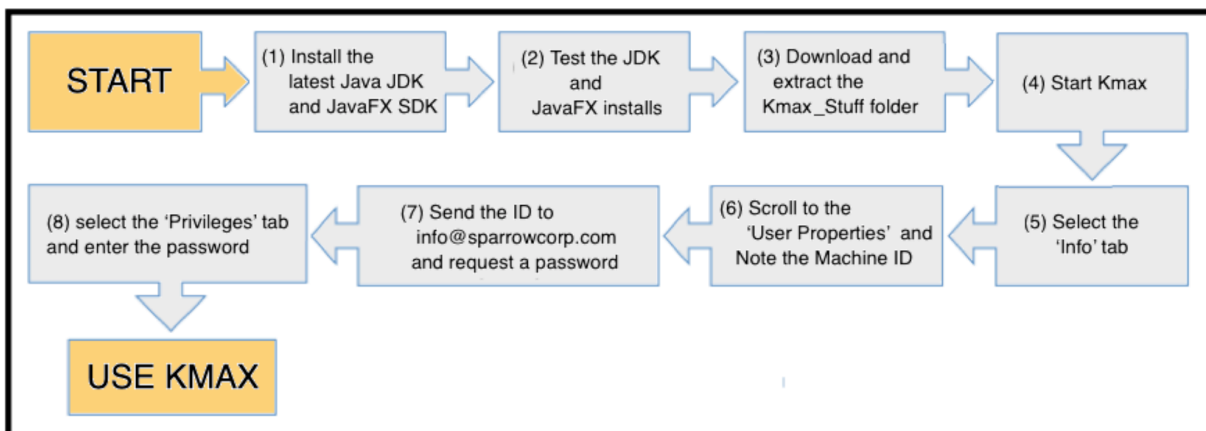 START
(1) Install the
latest Java JDK
and JavaFX SDK
(2) Test the JDK
and
JavaFX installs
(3) Download and
extract the
Kmax_Stuff folder
(4) Start Kmax
(5) Select the
‘Info’ tab
(6) Scroll to the
‘User Properties’ and
Note the Machine ID
(7) Send the ID to
info@sparrowcorp.com
and request a password
(8) select the ‘Privileges’ tab
and enter the password
USE KMAX